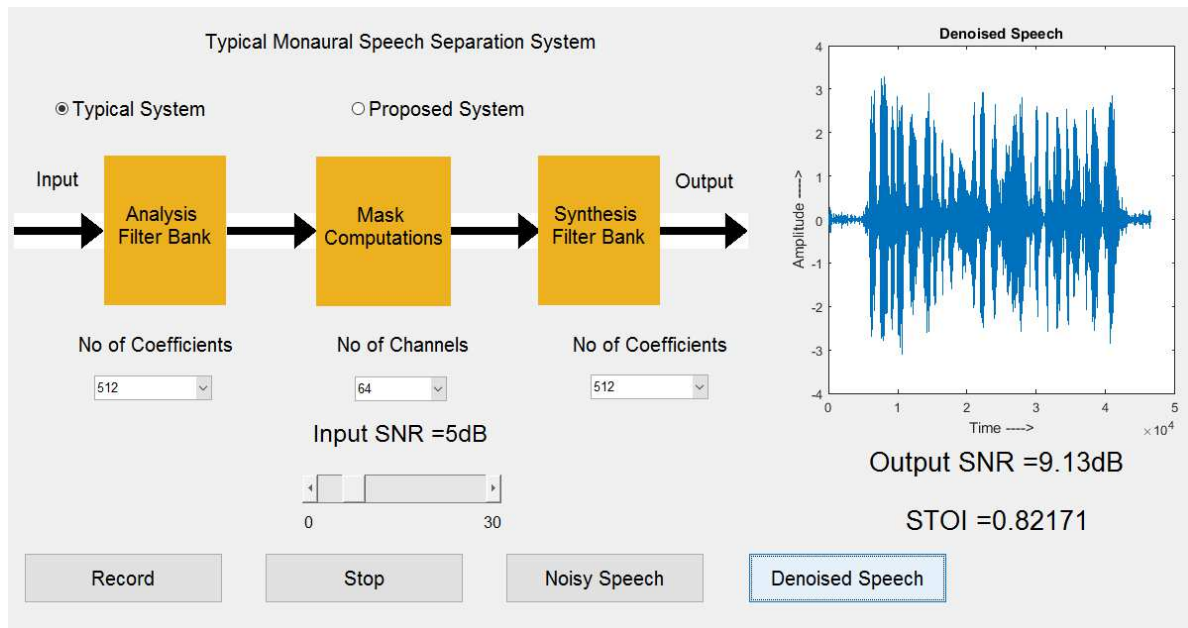 Typical Monaural Speech Separation System
Typical System
Proposed System
Input
Analysis
Filter Bank
Mask
Computations
Synthesis
Filter Bank
Output
No of Coefficients
No of Channels
No of Coefficients
512
64
512
Input SNR =5dB
0
30
Denoised Speech
Amplitude ---->
4
3
2
1
0
-1
-2
-3
-4
0 1 2 3 4 5
Time ---->
×10^4
Output SNR =9.13dB
STOI =0.82171
Record
Stop
Noisy Speech
Denoised Speech